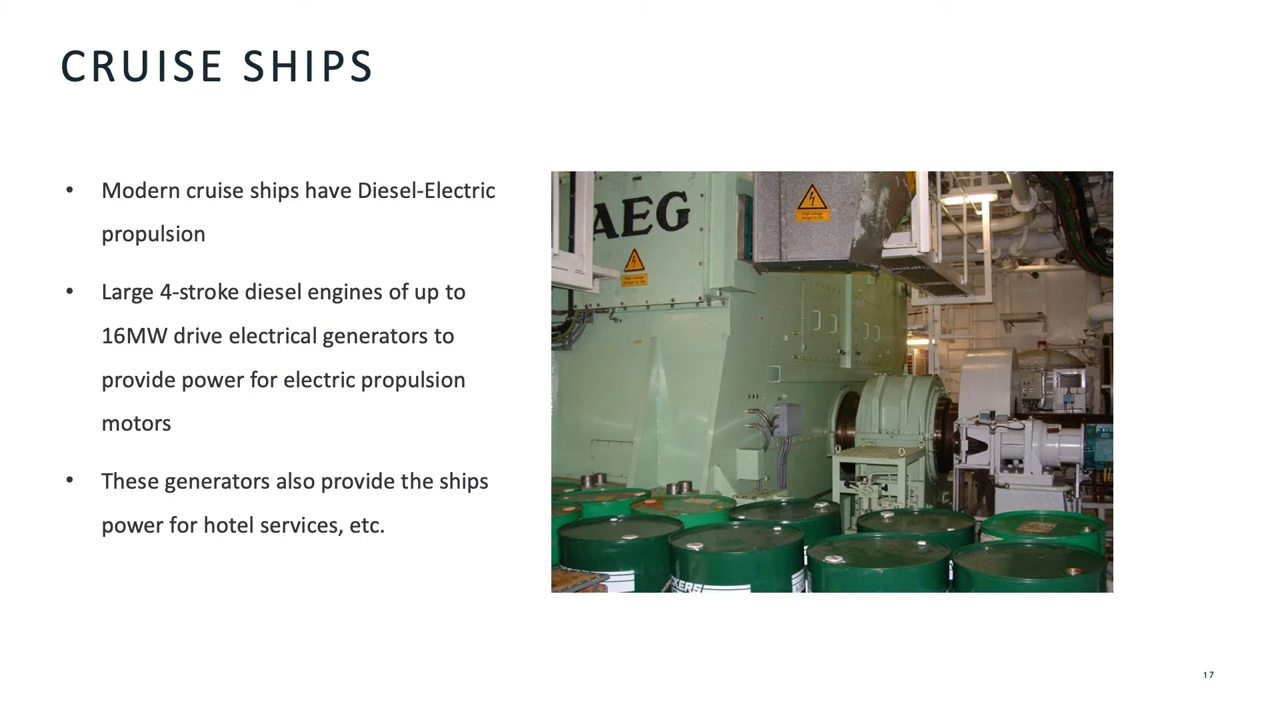 CRUISE SHIPS
• Modern cruise ships have Diesel-Electric
propulsion
• Large 4-stroke diesel engines of up to
16MW drive electrical generators to
provide power for electric propulsion
motors
• These generators also provide the ships
power for hotel services, etc.
AEG
KERS
17